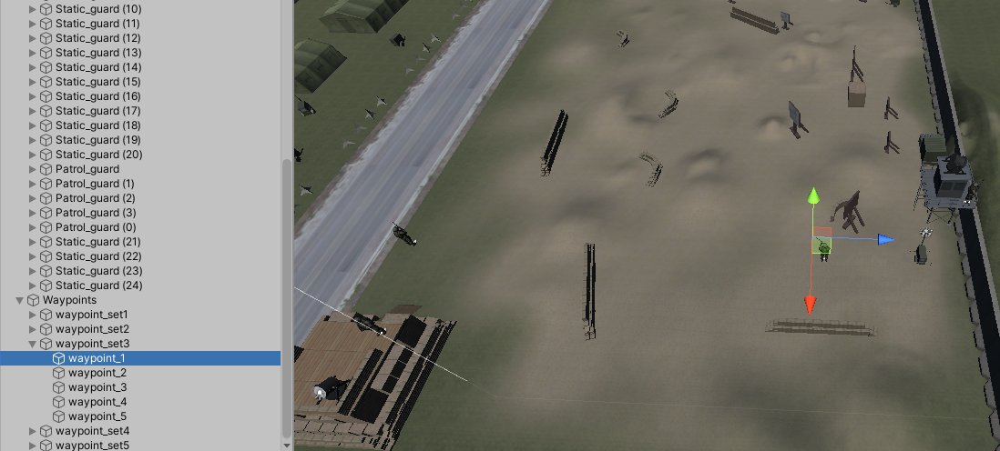 Static_guard (10)
Static_guard (11)
Static_guard (12)
Static_guard (13)
Static_guard (14)
Static_guard (15)
Static_guard (16)
Static_guard (17)
Static_guard (18)
Static_guard (19)
Static_guard (20)
Patrol_guard
Patrol_guard (1)
Patrol_guard (2)
Patrol_guard (3)
Patrol_guard (0)
Static_guard (21)
Static_guard (22)
Static_guard (23)
Static_guard (24)
Waypoints
waypoint_set1
waypoint_set2
waypoint_set3
waypoint_1
waypoint_2
waypoint_3
waypoint_4
waypoint_5
waypoint_set4
waypoint_set5